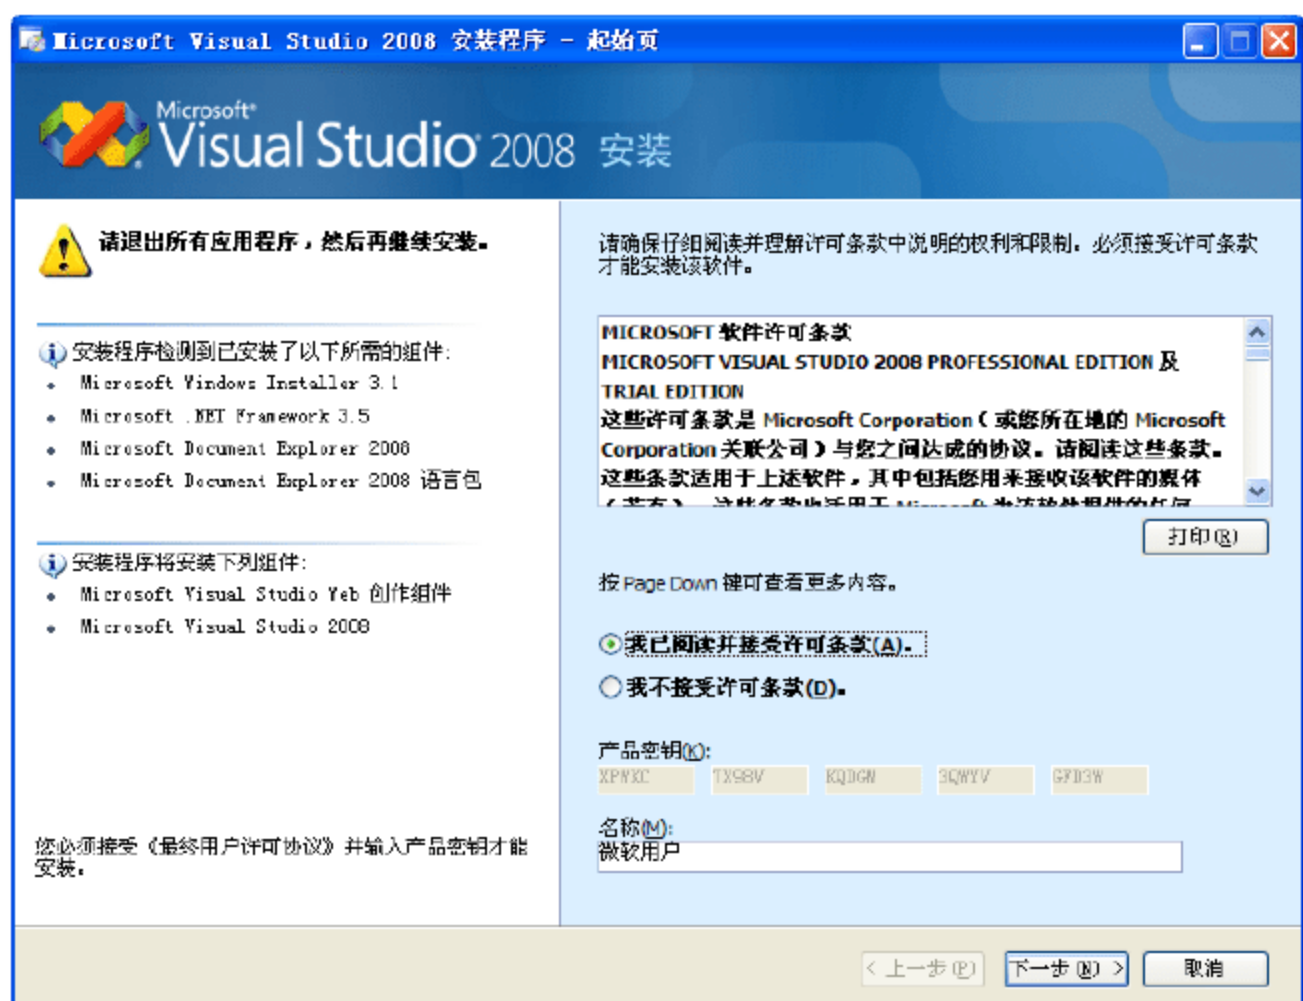 Microsoft Visual Studio 2008 安装程序 - 起始页
Microsoft
Visual Studio 2008 安装
请退出所有应用程序，然后再继续安装。
安装程序检测到已安装了以下所需的组件:
Microsoft Windows Installer 3.1
Microsoft .NET Framework 3.5
Microsoft Document Explorer 2008
Microsoft Document Explorer 2008 语言包
安装程序将安装下列组件:
Microsoft Visual Studio Web 创作组件
Microsoft Visual Studio 2008
您必须接受《最终用户许可协议》并输入产品密钥才能
安装。
请确保仔细阅读并理解许可条款中说明的权利和限制。必须接受许可条款
才能安装该软件。
MICROSOFT 软件许可条款
MICROSOFT VISUAL STUDIO 2008 PROFESSIONAL EDITION 及
TRIAL EDITION
这些许可条款是 Microsoft Corporation（或您所在地的 Microsoft
Corporation 关联公司）与您之间达成的协议。请阅读这些条款。
这些条款适用于上述软件，其中包括您用来接收该软件的媒体
打印(R)
按 Page Down 键可查看更多内容。
我已阅读并接受许可条款(A)。
我不接受许可条款(D)。
产品密钥(K):
名称(M):
微软用户
< 上一步(P)
下一步(N) >
取消